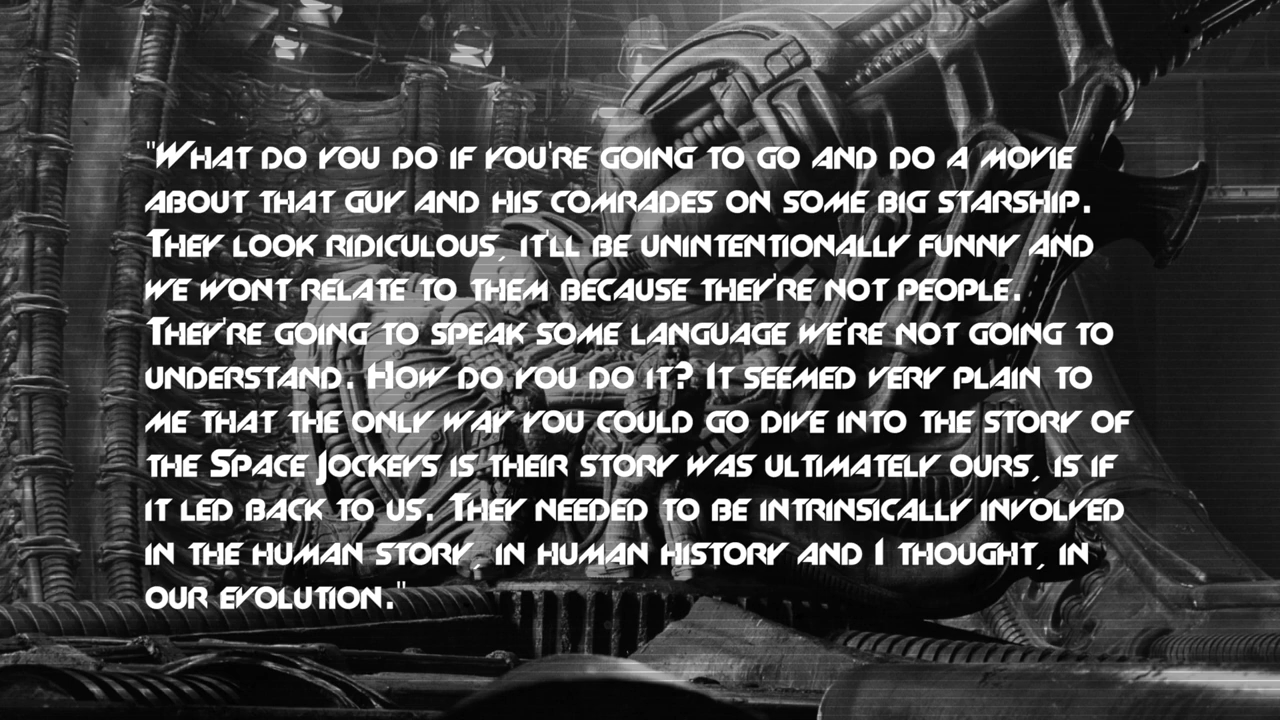 "What do you do if you're going to go and do a movie
about that guy and his comrades on some big starship.
They look ridiculous, it'll be unintentionally funny and
we wont relate to them because they're not people.
They're going to speak some language we're not going to
understand. How do you do it? It seemed very plain to
me that the only way you could go dive into the story of
the Space Jockeys is their story was ultimately ours, is if
it led back to us. They needed to be intrinsically involved
in the human story, in human history and I thought, in
our evolution."